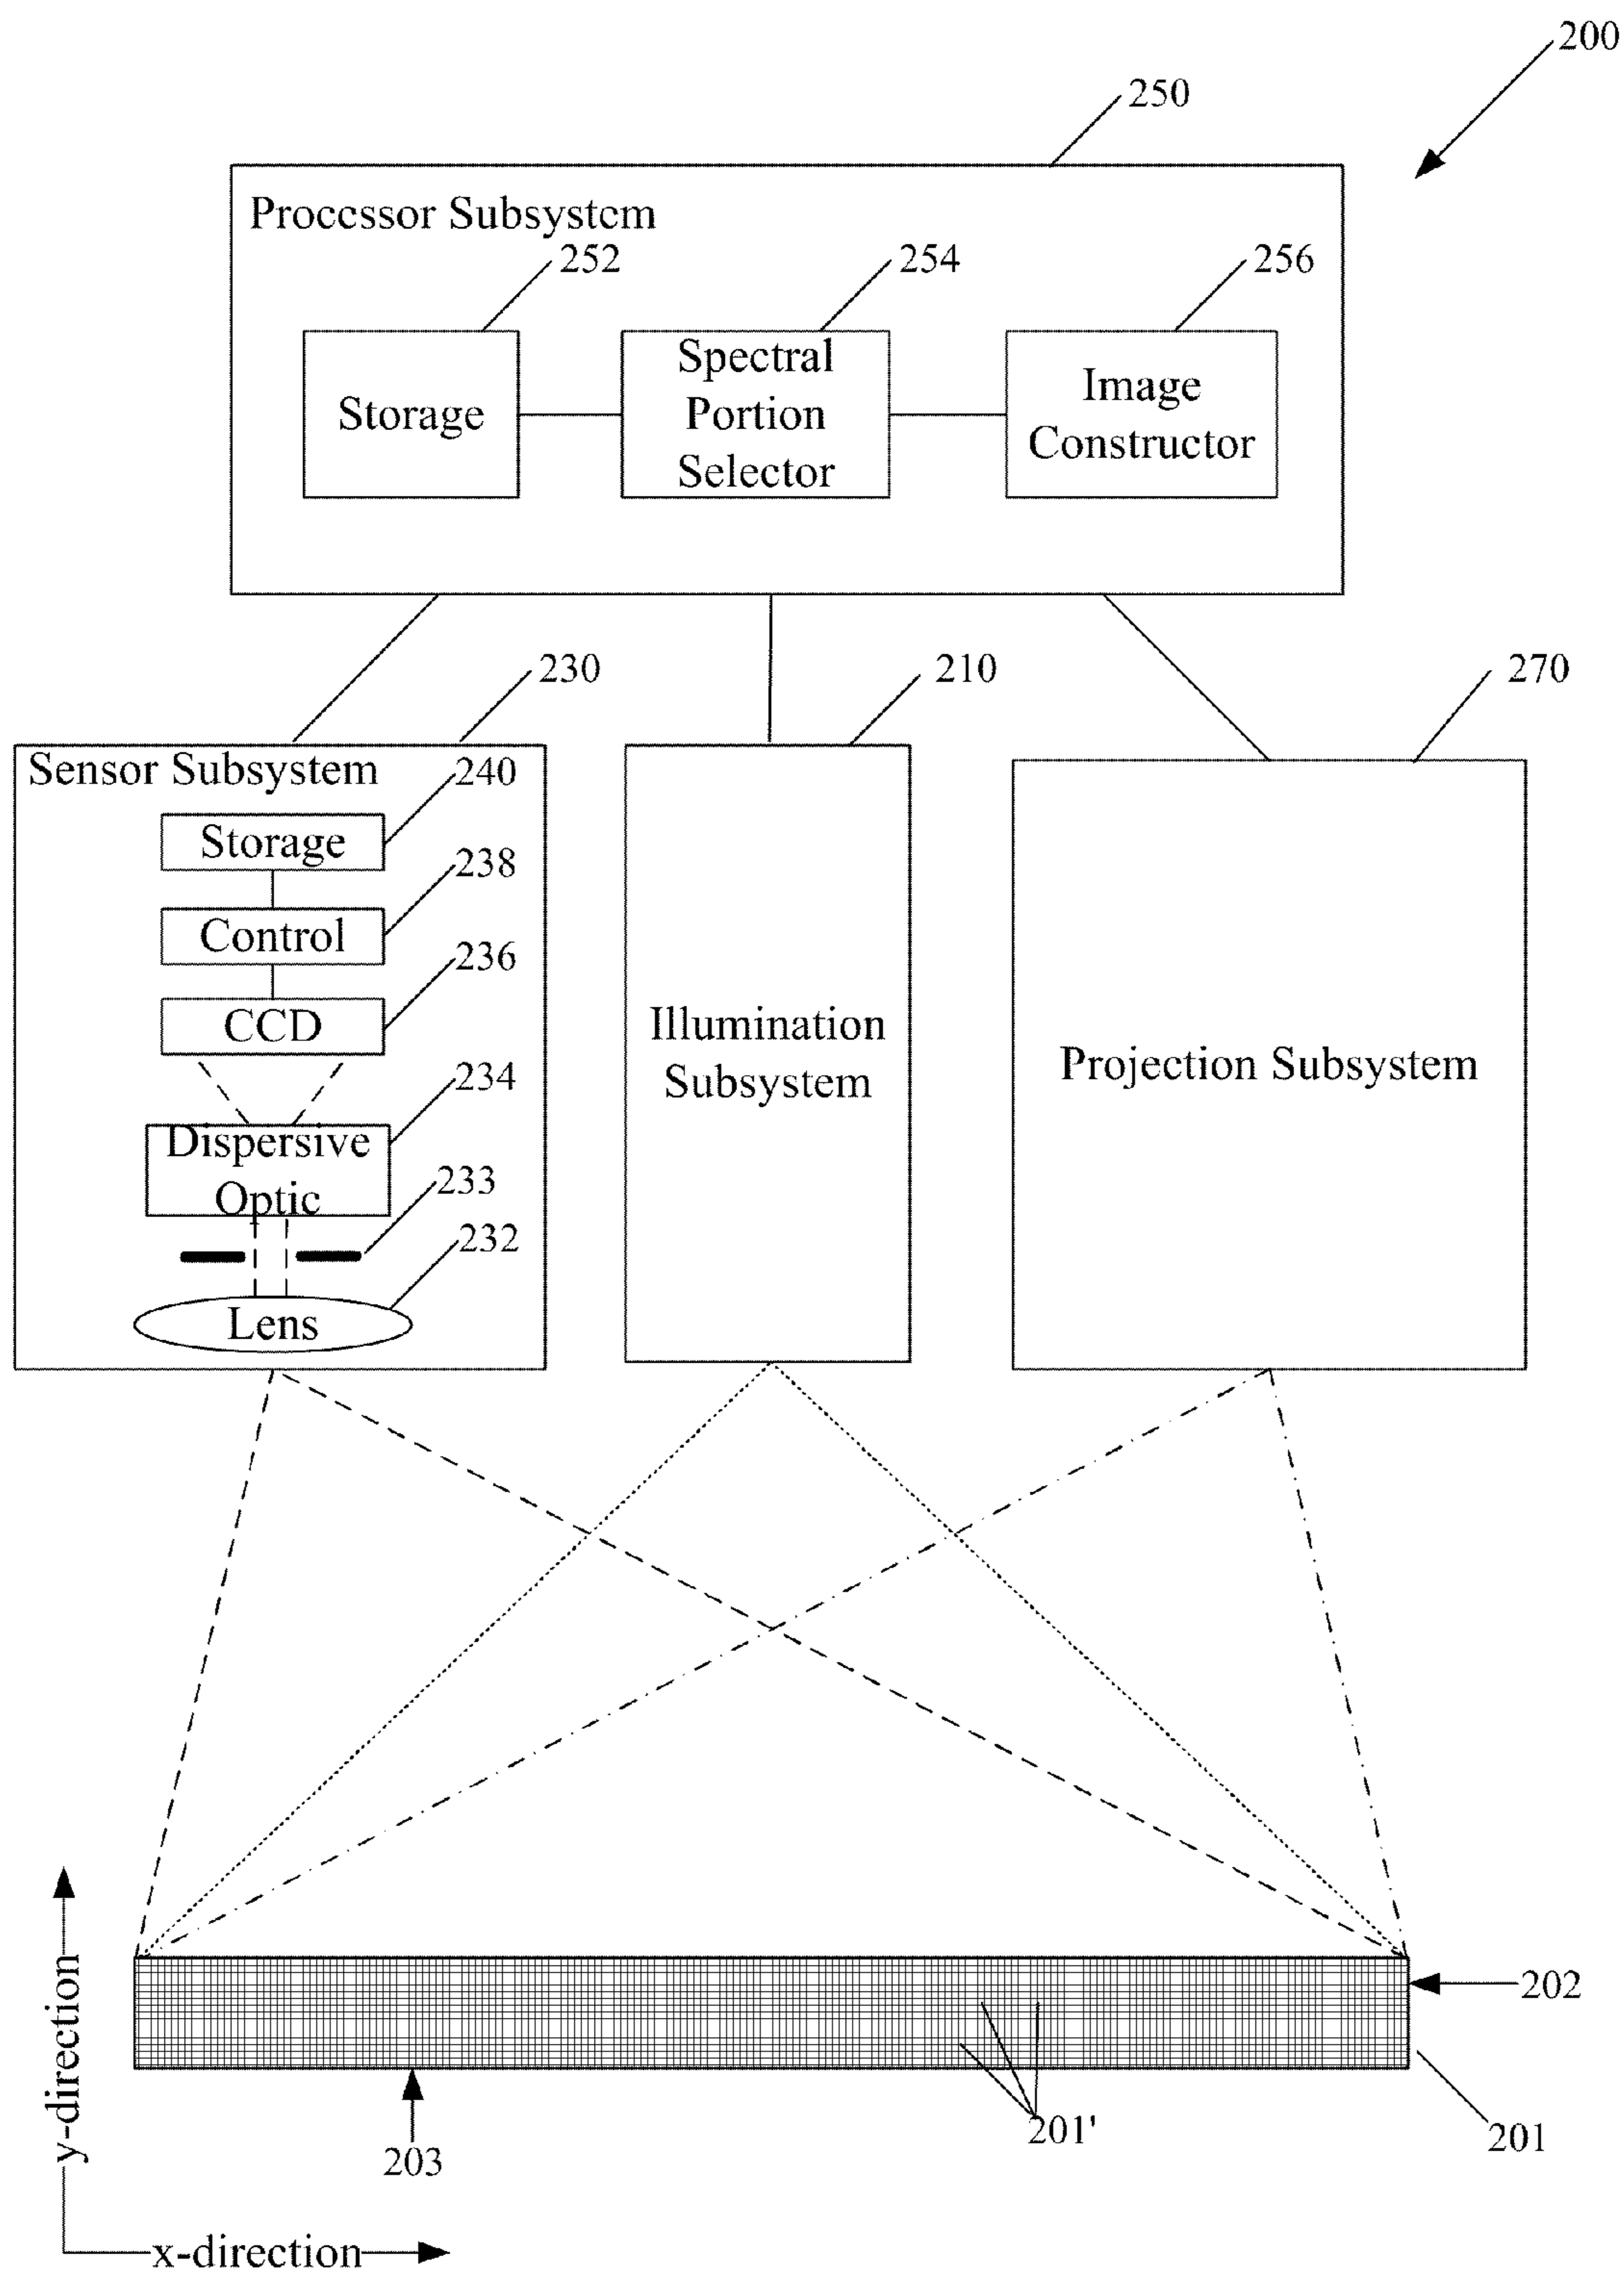 200
250
Processor Subsystem
252
254
256
Storage
Spectral
Portion
Selector
Image
Constructor
230
210
270
Sensor Subsystem
240
Storage
238
Control
236
CCD
234
Dispersive
Optic
233
232
Lens
Illumination
Subsystem
Projection Subsystem
202
201
201'
203
y-direction
x-direction